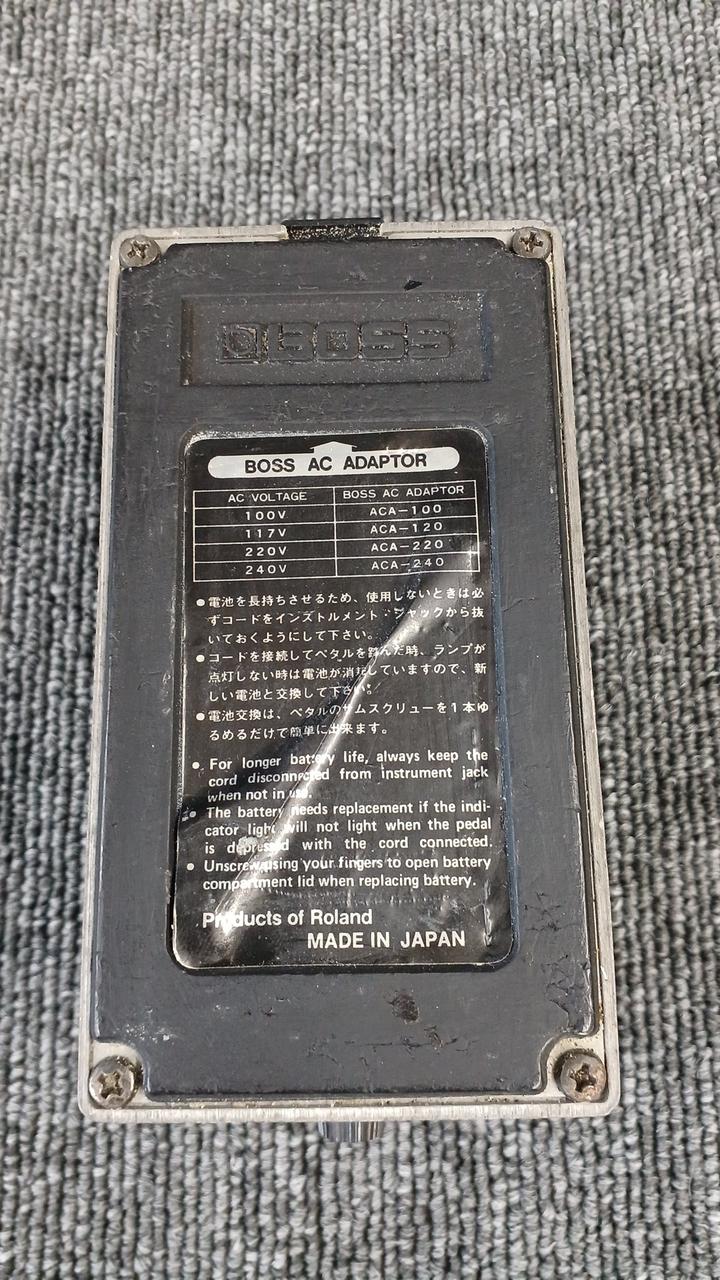 BOSS
BOSS AC ADAPTOR
AC VOLTAGE BOSS AC ADAPTOR
100V ACA-100
117V ACA-120
220V ACA-220
240V ACA-240
●電池を長持ちさせるため、使用しないときは必
ずコードをインストルメント・ジャックから抜
いておくようにして下さい。
●コードを接続してペタルを踏んだ時、ランプが
点灯しない時は電池が消耗していますので、新
しい電池と交換して下さい。
●電池交換は、ペタルのサムスクリューを1本ゆ
るめるだけで簡単に出来ます。
● For longer battery life, always keep the
cord disconnected from instrument jack
when not in use.
● The battery needs replacement if the indi-
cator light will not light when the pedal
is depressed with the cord connected.
● Unscrew using your fingers to open battery
compartment lid when replacing battery.
Products of Roland
MADE IN JAPAN